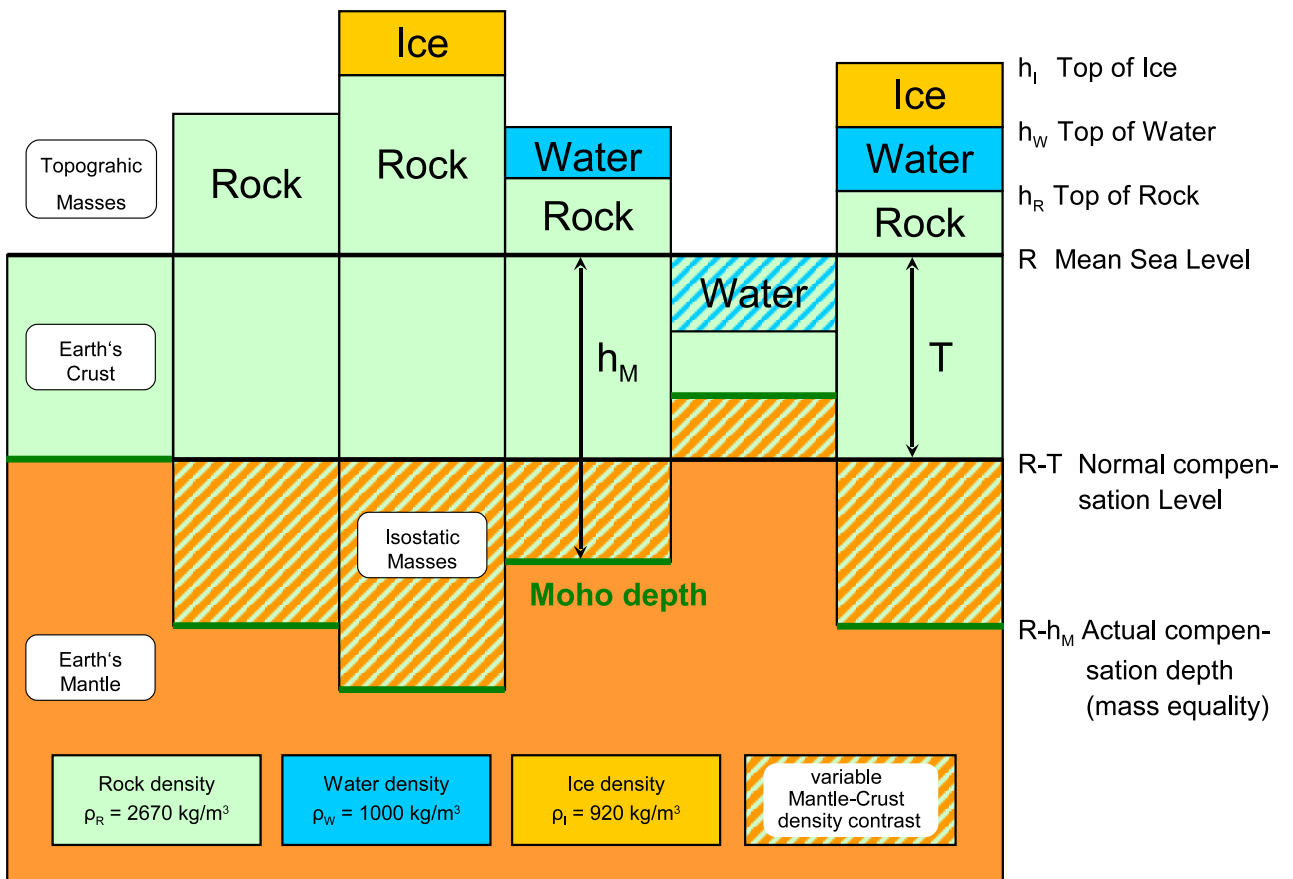 Ice
Rock
Rock
Water
Rock
Water
Ice
Water
Rock
Topograhic
Masses
h_I Top of Ice
h_W Top of Water
h_R Top of Rock
R Mean Sea Level
Earth‘s
Crust
h_M
T
R-T Normal compen-
sation Level
Isostatic
Masses
Moho depth
Earth‘s
Mantle
R-h_M Actual compen-
sation depth
(mass equality)
Rock density
ρ_R = 2670 kg/m³
Water density
ρ_W = 1000 kg/m³
Ice density
ρ_I = 920 kg/m³
variable
Mantle-Crust
density contrast